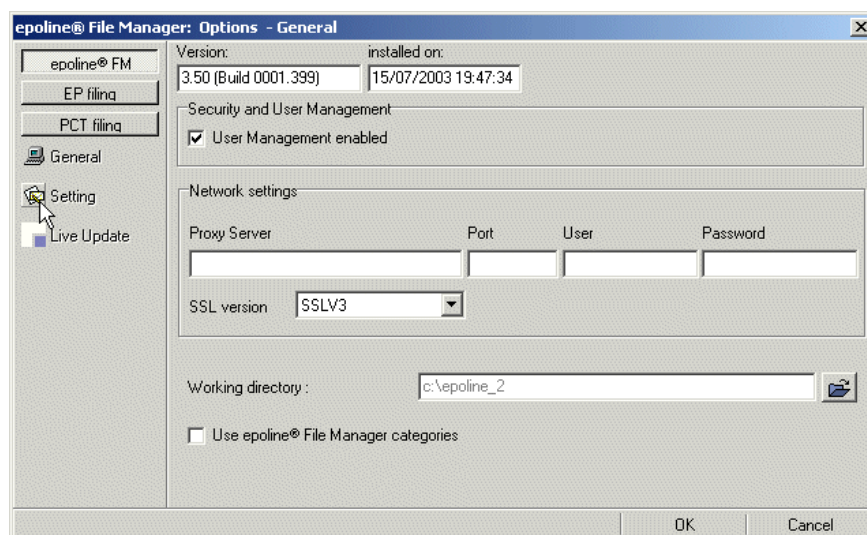 epoline® File Manager: Options - General
epoline® FM
EP filing
PCT filing
General
Setting
Live Update
Version:
installed on:
3.50 (Build 0001.399)
15/07/2003 19:47:34
Security and User Management
User Management enabled
Network settings
Proxy Server
Port
User
Password
SSL version
SSLV3
Working directory :
c:\epoline_2
Use epoline® File Manager categories
OK
Cancel